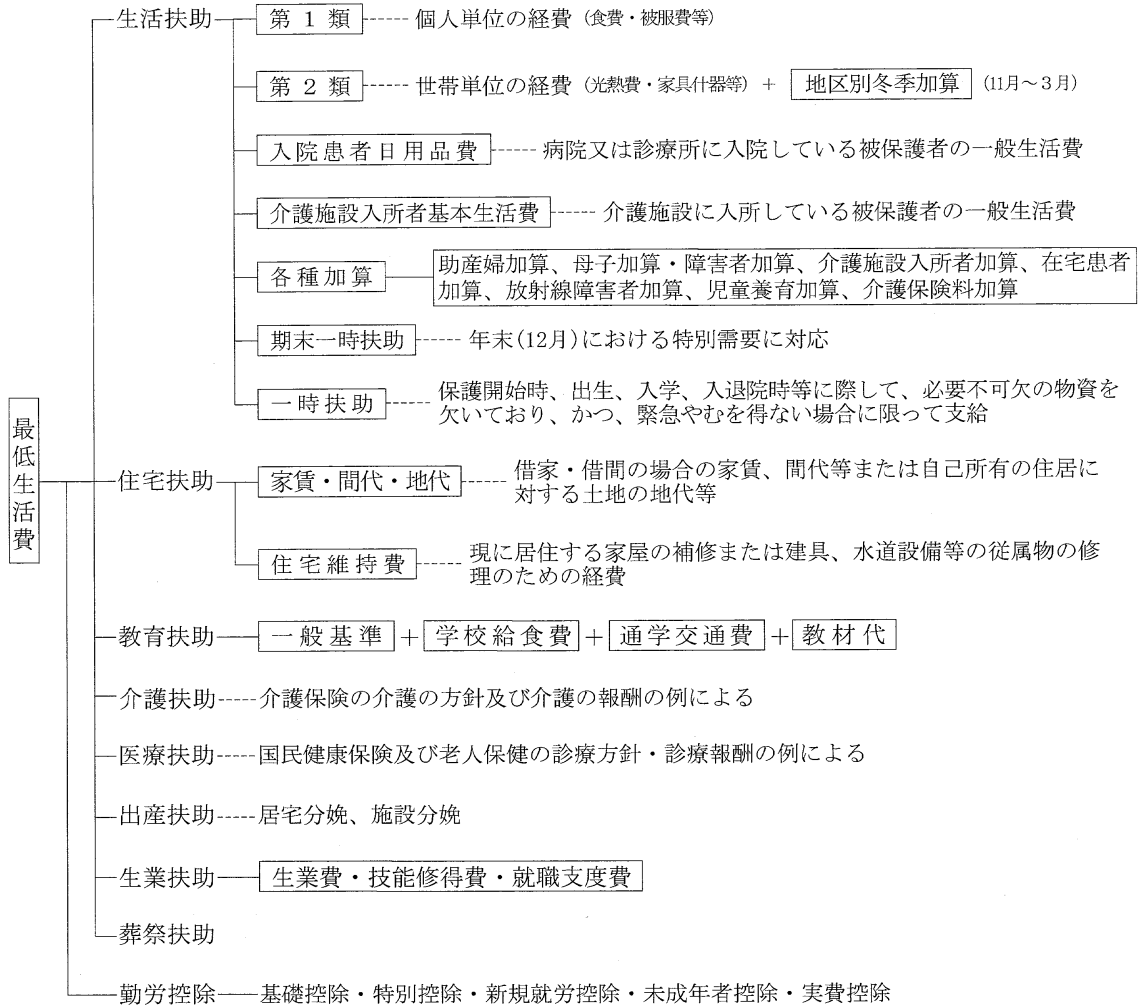 生活扶助 第1類 個人単位の経費 (食費・被服費等)
第2類 世帯単位の経費 (光熱費・家具什器等) + 地区別冬季加算 (11月～3月)
入院患者日用品費 病院又は診療所に入院している被保護者の一般生活費
介護施設入所者基本生活費 介護施設に入所している被保護者の一般生活費
各種加算 助産婦加算、母子加算・障害者加算、介護施設入所者加算、在宅患者
加算、放射線障害者加算、児童養育加算、介護保険料加算
期末一時扶助 年末(12月)における特別需要に対応
一時扶助 保護開始時、出生、入学、入退院時等に際して、必要不可欠の物資を
欠いており、かつ、緊急やむを得ない場合に限って支給
最低生活費
住宅扶助 家賃・間代・地代 借家・借間の場合の家賃、間代等または自己所有の住居に
対する土地の地代等
住宅維持費 現に居住する家屋の補修または建具、水道設備等の従属物の修
理のための経費
教育扶助 一般基準 + 学校給食費 + 通学交通費 + 教材代
介護扶助 介護保険の介護の方針及び介護の報酬の例による
医療扶助 国民健康保険及び老人保健の診療方針・診療報酬の例による
出産扶助 居宅分娩、施設分娩
生業扶助 生業費・技能修得費・就職支度費
葬祭扶助
勤労控除 基礎控除・特別控除・新規就労控除・未成年者控除・実費控除